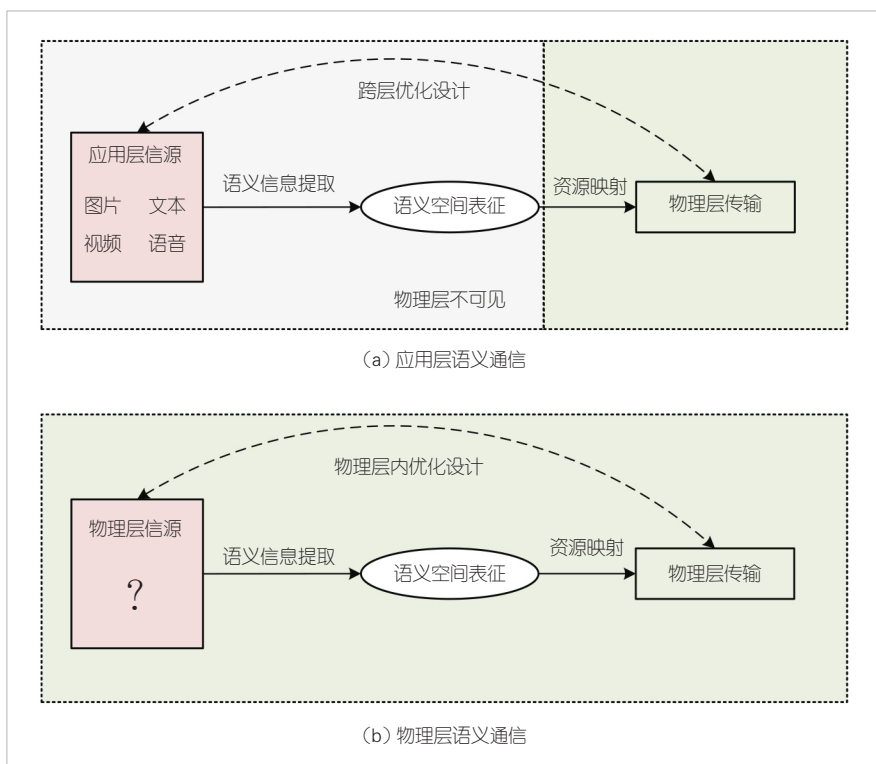 跨层优化设计
应用层信源
图片 文本
视频 语音
语义信息提取
语义空间表征
资源映射
物理层传输
物理层不可见
（a）应用层语义通信
物理层内优化设计
物理层信源
?
语义信息提取
语义空间表征
资源映射
物理层传输
（b）物理层语义通信